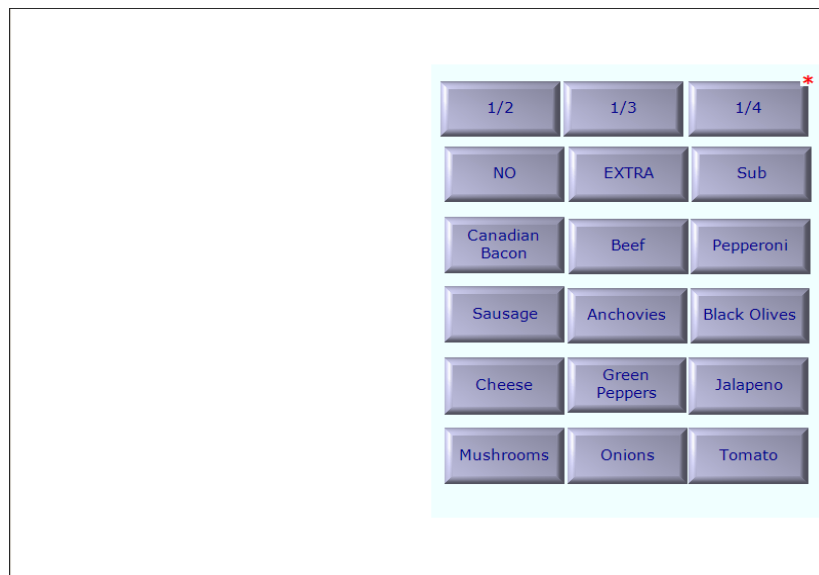 *
1/2 1/3 1/4
NO EXTRA Sub
Canadian
Bacon
Beef Pepperoni
Sausage Anchovies Black Olives
Cheese
Green
Peppers
Jalapeno
Mushrooms Onions Tomato